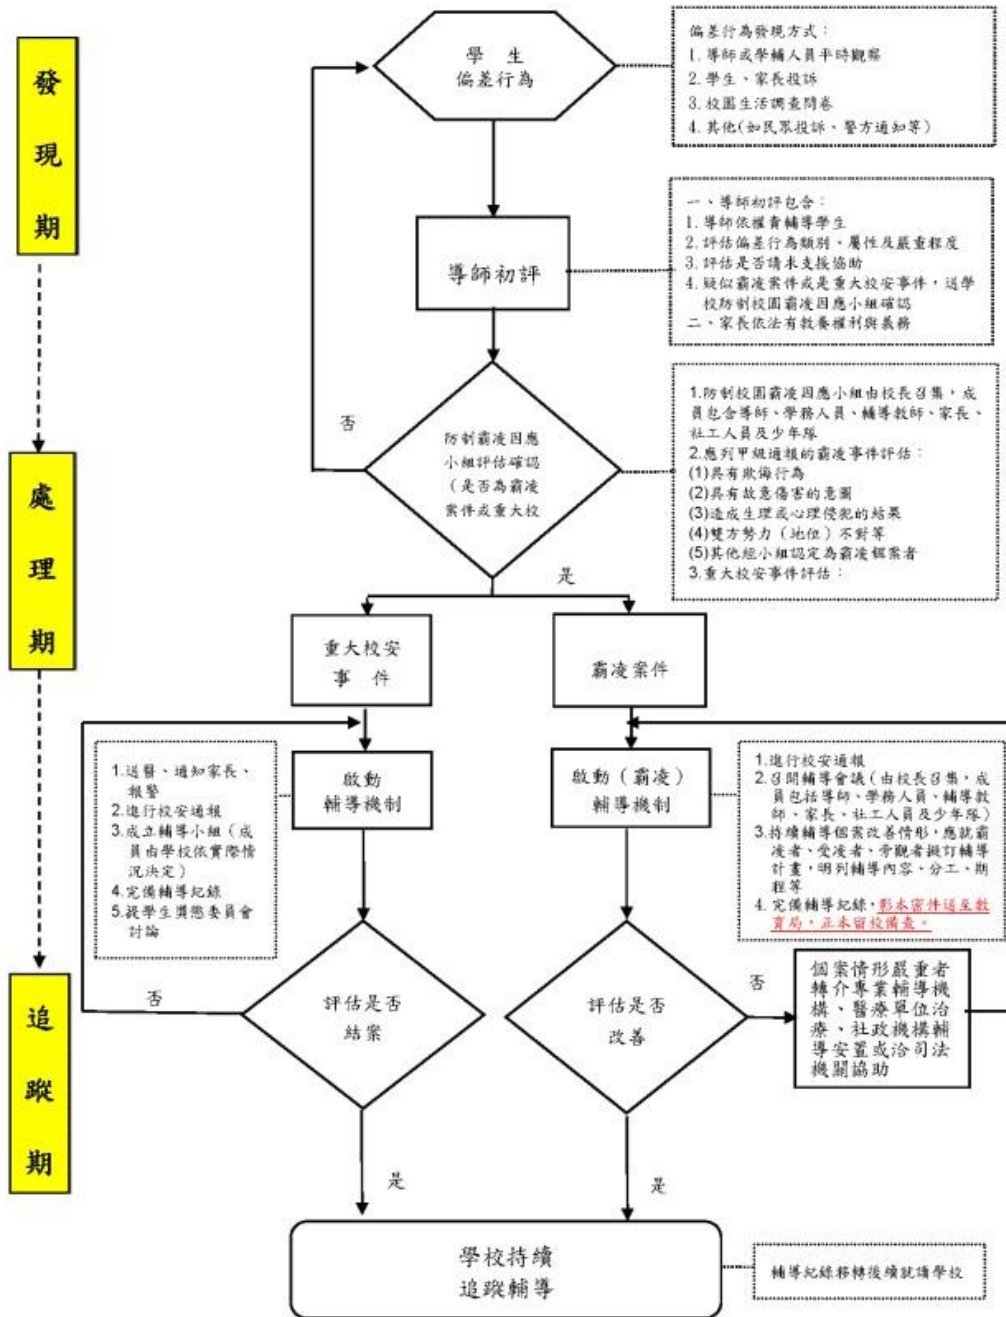 發現期
處理期
追蹤期
學 生
偏差行為
偏差行為發現方式：
1. 導師或學輔人員平時觀察
2. 學生、家長投訴
3. 校園生活調查問卷
4. 其他(如民眾投訴、警方通知等)
導師初評
一、導師初評包含：
1. 導師依權責輔導學生
2. 評估偏差行為類別、屬性及嚴重程度
3. 評估是否請求支援協助
4. 疑似霸凌案件或是重大校安事件，送學
校防制校園霸凌因應小組確認
二、家長依法有教養權利與義務
否
防制霸凌因應
小組評估確認
（是否為霸凌
案件或重大校
是
1.防制校園霸凌因應小組由校長召集，成
員包含導師、學務人員、輔導教師、家長、
社工人員及少年隊
2.應列甲級通報的霸凌事件評估：
(1)具有欺侮行為
(2)具有故意傷害的意圖
(3)造成生理或心理侵犯的結果
(4)雙方勢力（地位）不對等
(5)其他經小組認定為霸凌個案者
3.重大校安事件評估：
重大校安
事 件
霸凌案件
1.送醫、通知家長、
報警
2.進行校安通報
3.成立輔導小組（成
員由學校依實際情
況決定）
4.完備輔導紀錄
5.提學生獎懲委員會
討論
啟動
輔導機制
啟動（霸凌）
輔導機制
1.進行校安通報
2.召開輔導會議(由校長召集，成
員包括導師、學務人員、輔導教
師、家長、社工人員及少年隊）
3.持續輔導個案改善情形，應就霸
凌者、受凌者、旁觀者擬訂輔導
計畫，明列輔導內容、分工、期
程等
4. 完備輔導紀錄，影本密件送至教
育局，正本留校備查。
否
評估是否
結案
評估是否
改善
否
個案情形嚴重者
轉介專業輔導機
構、醫療單位治
療、社政機構輔
導安置或洽司法
機關協助
是
是
學校持續
追蹤輔導
輔導紀錄移轉後續就讀學校